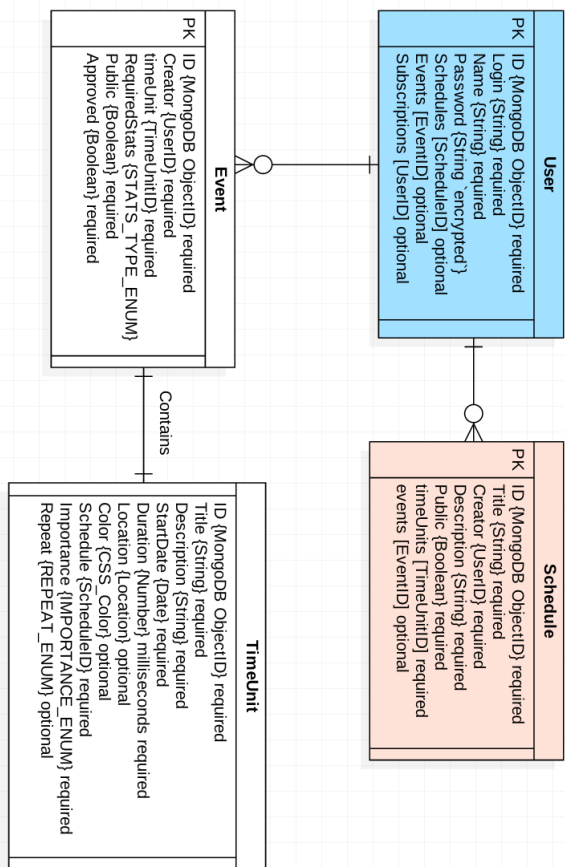 User
PK
ID {MongoDB ObjectID} required
Login {String} required
Name {String} required
Password {String `encrypted`}
Schedules [ScheduleID] optional
Events [EventID] optional
Subscriptions [UserID] optional
Schedule
PK
ID {MongoDB ObjectID} required
Title {String} required
Creator {UserID} required
Description {String} required
Public {Boolean} required
timeUnits [TimeUnitID] required
events [EventID] optional
Event
PK
ID {MongoDB ObjectID} required
Creator {UserID} required
timeUnit {TimeUnitID} required
RequiredStats {STATS_TYPE_ENUM}
Public {Boolean} required
Approved {Boolean} required
Contains
TimeUnit
ID {MongoDB ObjectID} required
Title {String} required
Description {String} required
StartDate {Date} required
Duration {Number} milliseconds required
Location {Location} optional
Color {CSS_Color} optional
Schedule {ScheduleID} required
Importance {IMPORTANCE_ENUM} required
Repeat {REPEAT_ENUM} optional